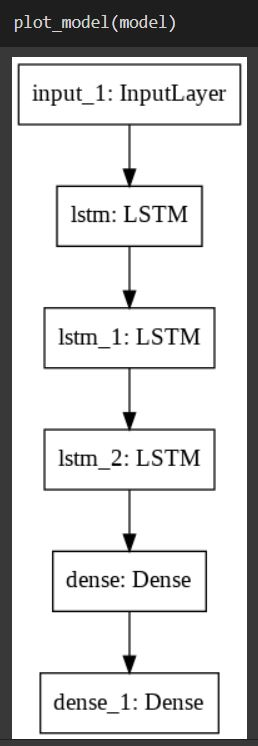 plot_model(model)
input_1: InputLayer
lstm: LSTM
lstm_1: LSTM
lstm_2: LSTM
dense: Dense
dense_1: Dense